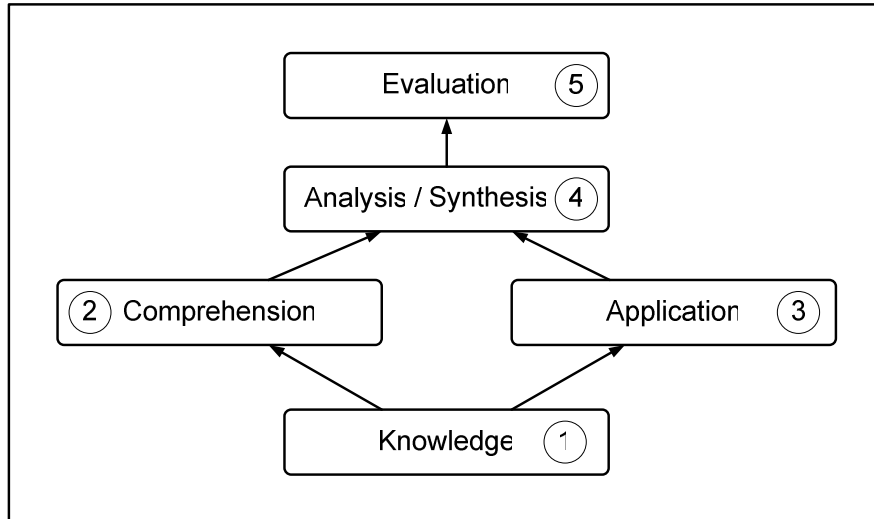 Evaluation 5
Analysis / Synthesis 4
2 Comprehension
Application 3
Knowledge 1